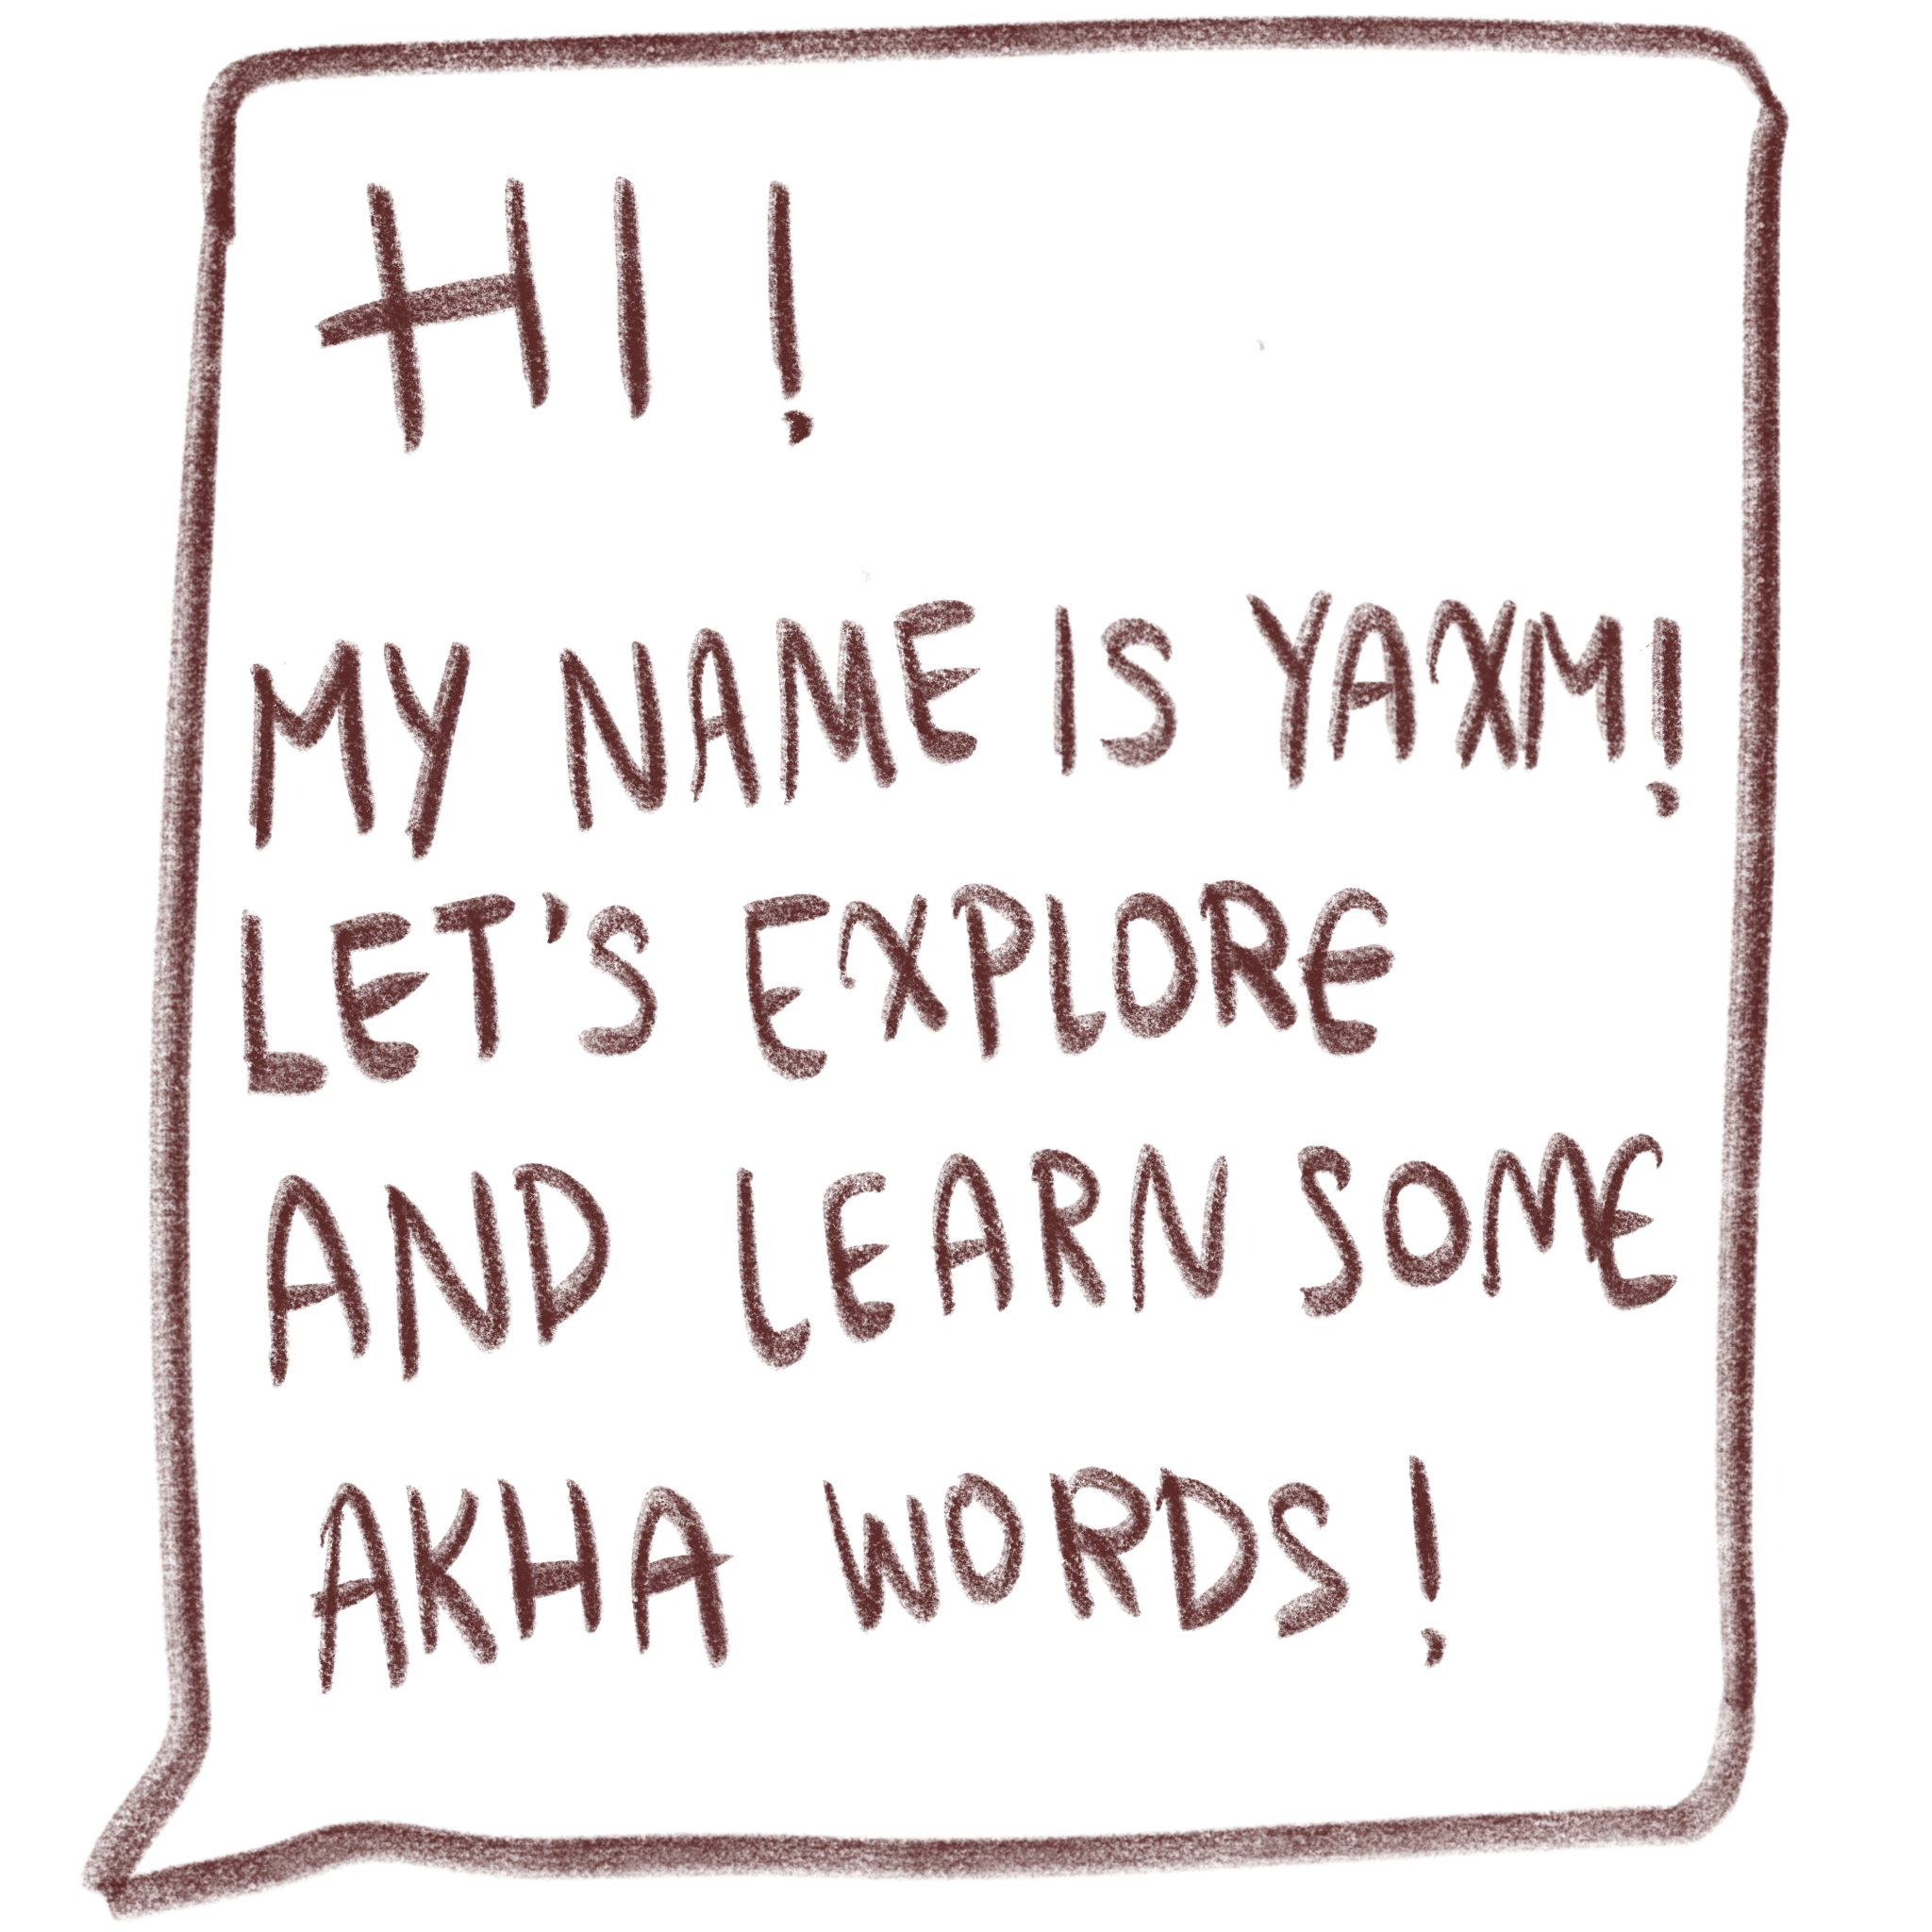 HI !
MY NAME IS YAXM!
LET'S EXPLORE
AND LEARN SOME
AKHA WORDS !